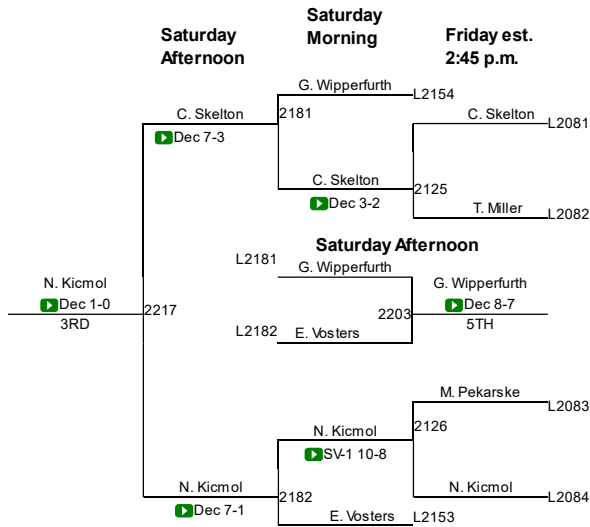 Saturday
Afternoon
Saturday
Morning
Friday est.
2:45 p.m.
G. Wipperfurth
L2154
C. Skelton
2181
C. Skelton
L2081
Dec 7-3
C. Skelton
2125
Dec 3-2
T. Miller
L2082
Saturday Afternoon
L2181
G. Wipperfurth
N. Kicmol
G. Wipperfurth
Dec 1-0
2217
2203
Dec 8-7
3RD
5TH
L2182
E. Vosters
M. Pekarske
L2083
N. Kicmol
2126
SV-1 10-8
N. Kicmol
2182
N. Kicmol
L2084
Dec 7-1
E. Vosters
L2153